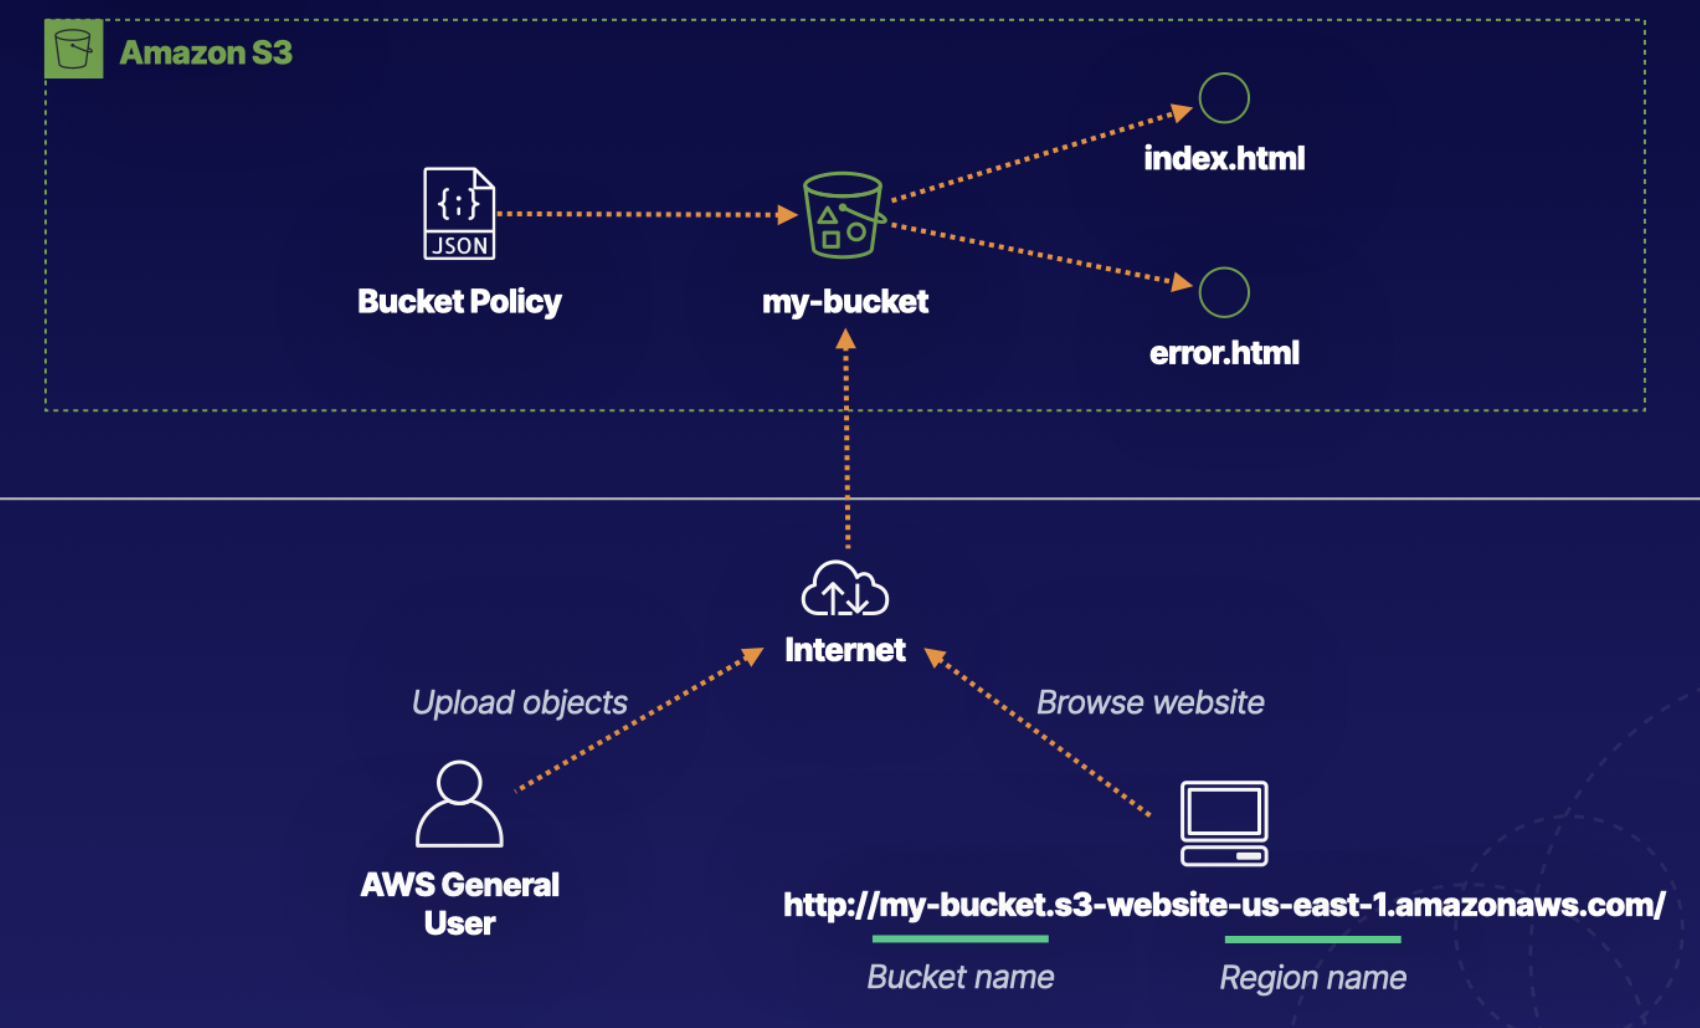 Amazon S3
index.html
{;}
JSON
Bucket Policy
my-bucket
error.html
Internet
Upload objects
Browse website
AWS General
User
http://my-bucket.s3-website-us-east-1.amazonaws.com/
Bucket name
Region name